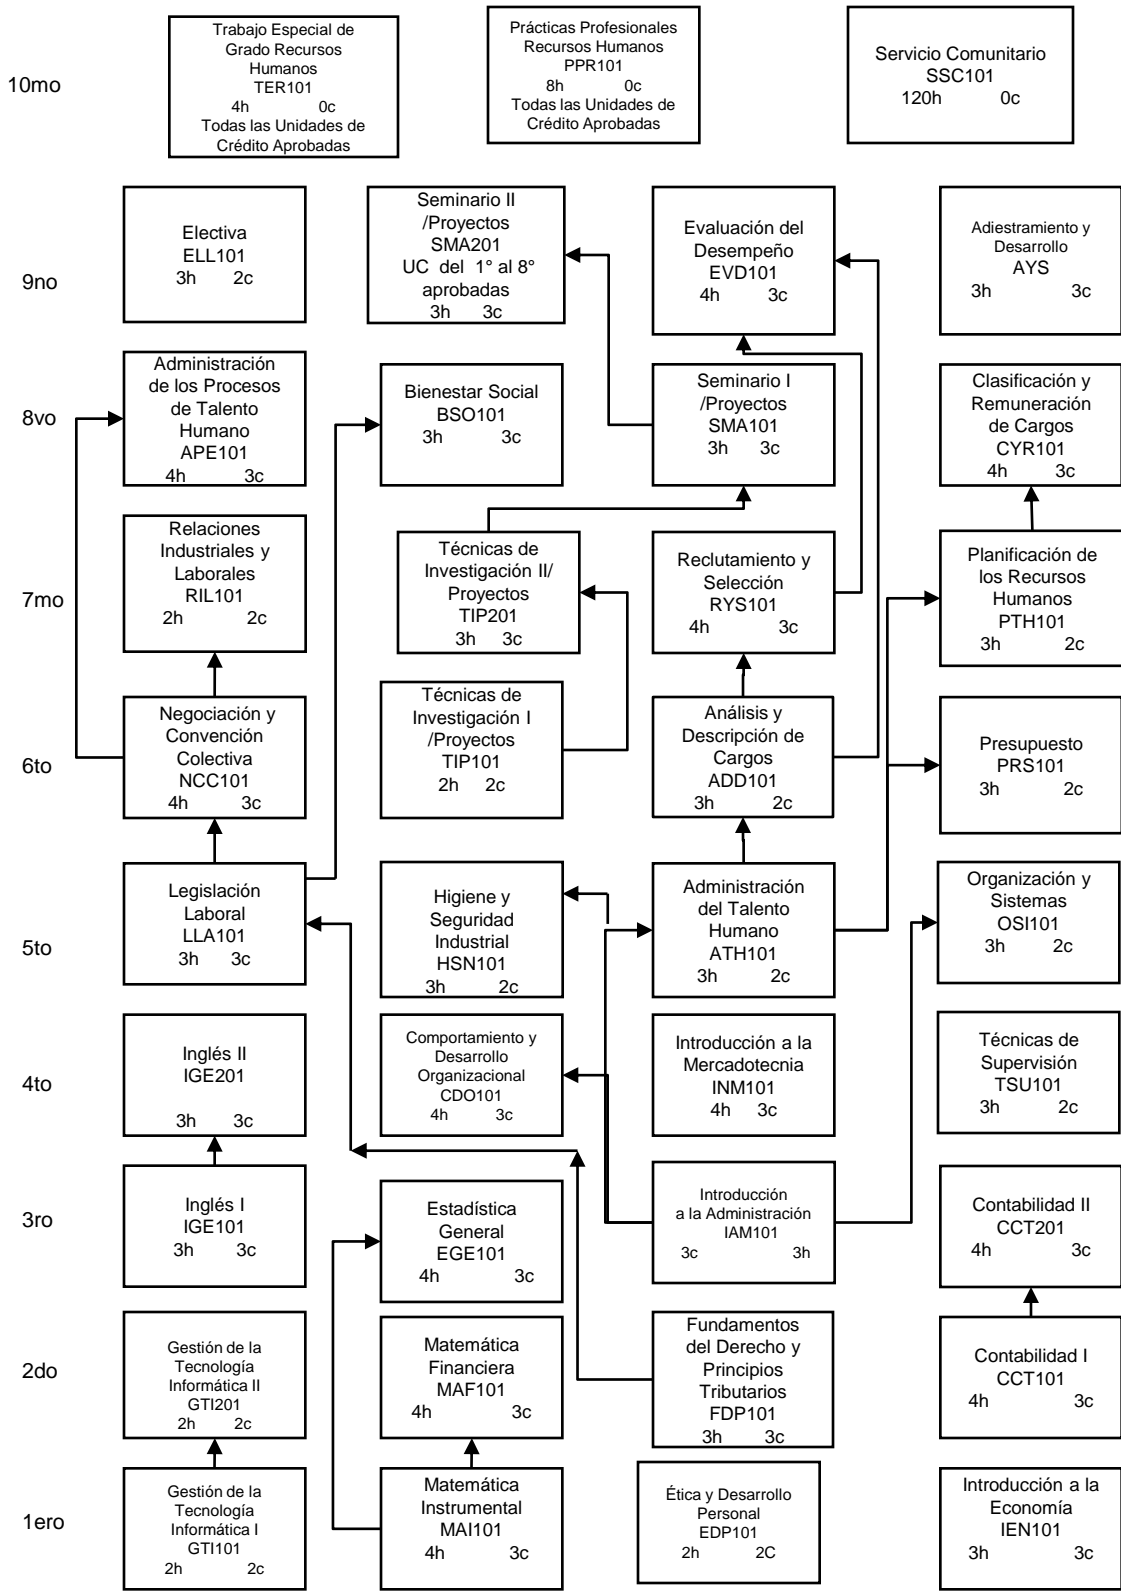 10mo
Trabajo Especial de
Grado Recursos
Humanos
TER101
4h 0c
Todas las Unidades de
Crédito Aprobadas
Prácticas Profesionales
Recursos Humanos
PPR101
8h 0c
Todas las Unidades de
Crédito Aprobadas
Servicio Comunitario
SSC101
120h 0c
9no
Electiva
ELL101
3h 2c
Seminario II
/Proyectos
SMA201
UC del 1° al 8°
aprobadas
3h 3c
Evaluación del
Desempeño
EVD101
4h 3c
Adiestramiento y
Desarrollo
AYS
3h 3c
8vo
Administración
de los Procesos
de Talento
Humano
APE101
4h 3c
Bienestar Social
BSO101
3h 3c
Seminario I
/Proyectos
SMA101
3h 3c
Clasificación y
Remuneración
de Cargos
CYR101
4h 3c
7mo
Relaciones
Industriales y
Laborales
RIL101
2h 2c
Técnicas de
Investigación II/
Proyectos
TIP201
3h 3c
Reclutamiento y
Selección
RYS101
4h 3c
Planificación de
los Recursos
Humanos
PTH101
3h 2c
6to
Negociación y
Convención
Colectiva
NCC101
4h 3c
Técnicas de
Investigación I
/Proyectos
TIP101
2h 2c
Análisis y
Descripción de
Cargos
ADD101
3h 2c
Presupuesto
PRS101
3h 2c
5to
Legislación
Laboral
LLA101
3h 3c
Higiene y
Seguridad
Industrial
HSN101
3h 2c
Administración
del Talento
Humano
ATH101
3h 2c
Organización y
Sistemas
OSI101
3h 2c
4to
Inglés II
IGE201
3h 3c
Comportamiento y
Desarrollo
Organizacional
CDO101
4h 3c
Introducción a la
Mercadotecnia
INM101
4h 3c
Técnicas de
Supervisión
TSU101
3h 2c
3ro
Inglés I
IGE101
3h 3c
Estadística
General
EGE101
4h 3c
Introducción
a la Administración
IAM101
3c 3h
Contabilidad II
CCT201
4h 3c
2do
Gestión de la
Tecnología
Informática II
GTI201
2h 2c
Matemática
Financiera
MAF101
4h 3c
Fundamentos
del Derecho y
Principios
Tributarios
FDP101
3h 3c
Contabilidad I
CCT101
4h 3c
1ero
Gestión de la
Tecnología
Informática I
GTI101
2h 2c
Matemática
Instrumental
MAI101
4h 3c
Ética y Desarrollo
Personal
EDP101
2h 2C
Introducción a la
Economía
IEN101
3h 3c